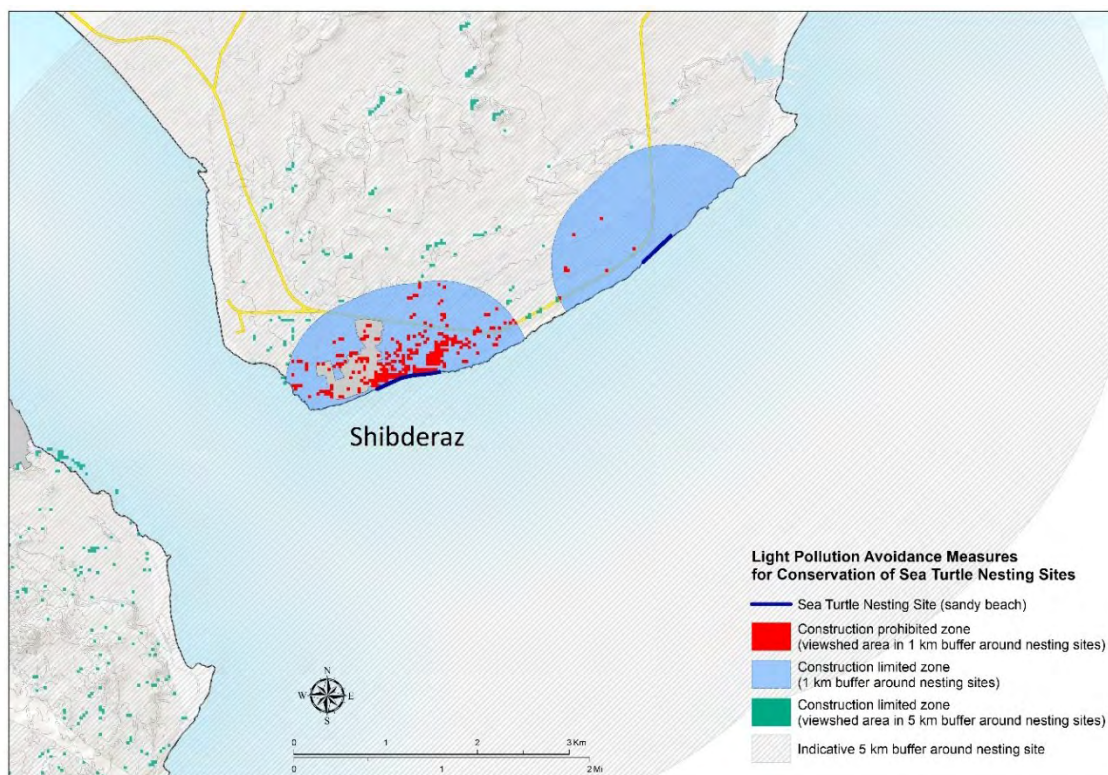 Shibderaz
Light Pollution Avoidance Measures
for Conservation of Sea Turtle Nesting Sites
Sea Turtle Nesting Site (sandy beach)
Construction prohibited zone
(viewshed area in 1 km buffer around nesting sites)
Construction limited zone
(1 km buffer around nesting sites)
Construction limited zone
(viewshed area in 5 km buffer around nesting sites)
Indicative 5 km buffer around nesting site
N
W E
S
0 1 2 3 Km
0 1 2 Mi